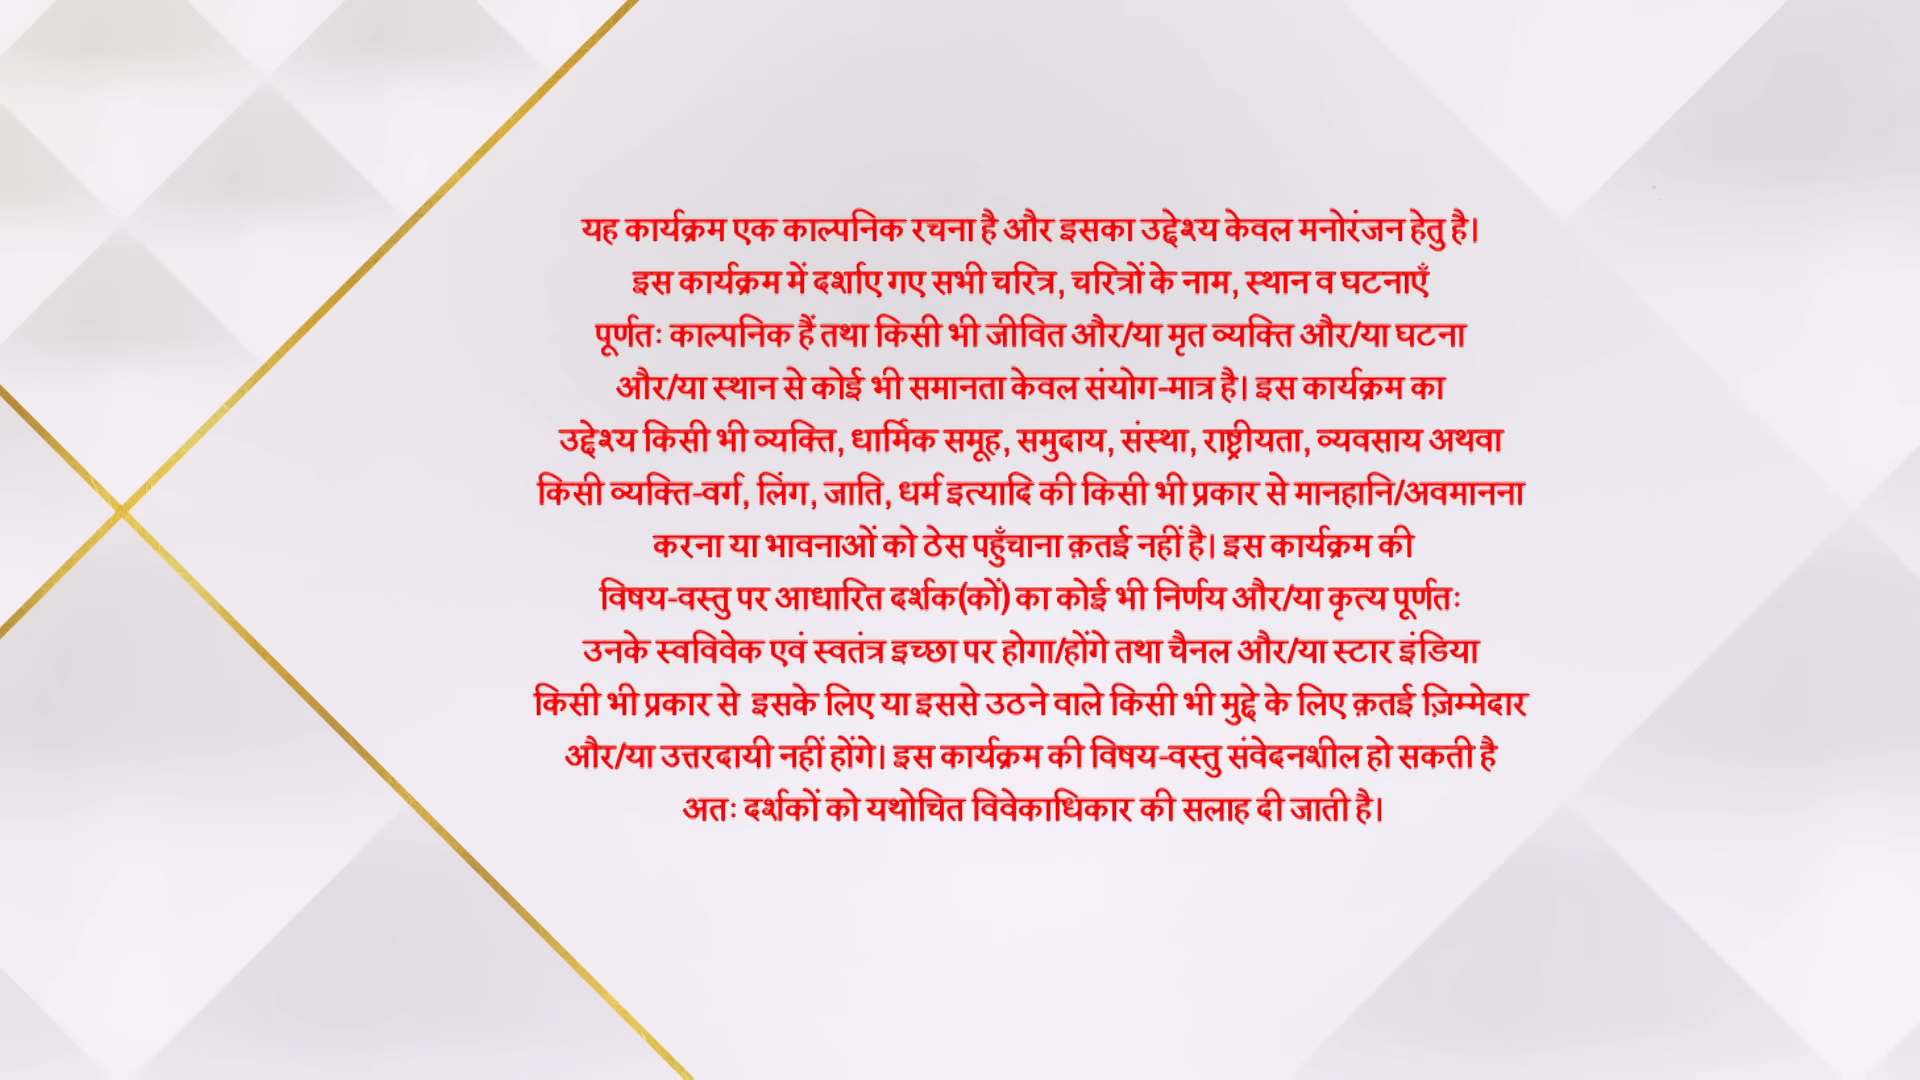 यह कार्यक्रम एक काल्पनिक रचना है और इसका उद्देश्य केवल मनोरंजन हेतु है।
इस कार्यक्रम में दर्शाए गए सभी चरित्र, चरित्रों के नाम, स्थान व घटनाएँ
पूर्णतः काल्पनिक हैं तथा किसी भी जीवित और/या मृत व्यक्ति और/या घटना
और/या स्थान से कोई भी समानता केवल संयोग-मात्र है। इस कार्यक्रम का
उद्देश्य किसी भी व्यक्ति, धार्मिक समूह, समुदाय, संस्था, राष्ट्रीयता, व्यवसाय अथवा
किसी व्यक्ति-वर्ग, लिंग, जाति, धर्म इत्यादि की किसी भी प्रकार से मानहानि/अवमानना
करना या भावनाओं को ठेस पहुँचाना क़तई नहीं है। इस कार्यक्रम की
विषय-वस्तु पर आधारित दर्शक(कों) का कोई भी निर्णय और/या कृत्य पूर्णतः
उनके स्वविवेक एवं स्वतंत्र इच्छा पर होगा/होंगे तथा चैनल और/या स्टार इंडिया
किसी भी प्रकार से इसके लिए या इससे उठने वाले किसी भी मुद्दे के लिए क़तई ज़िम्मेदार
और/या उत्तरदायी नहीं होंगे। इस कार्यक्रम की विषय-वस्तु संवेदनशील हो सकती है
अतः दर्शकों को यथोचित विवेकाधिकार की सलाह दी जाती है।